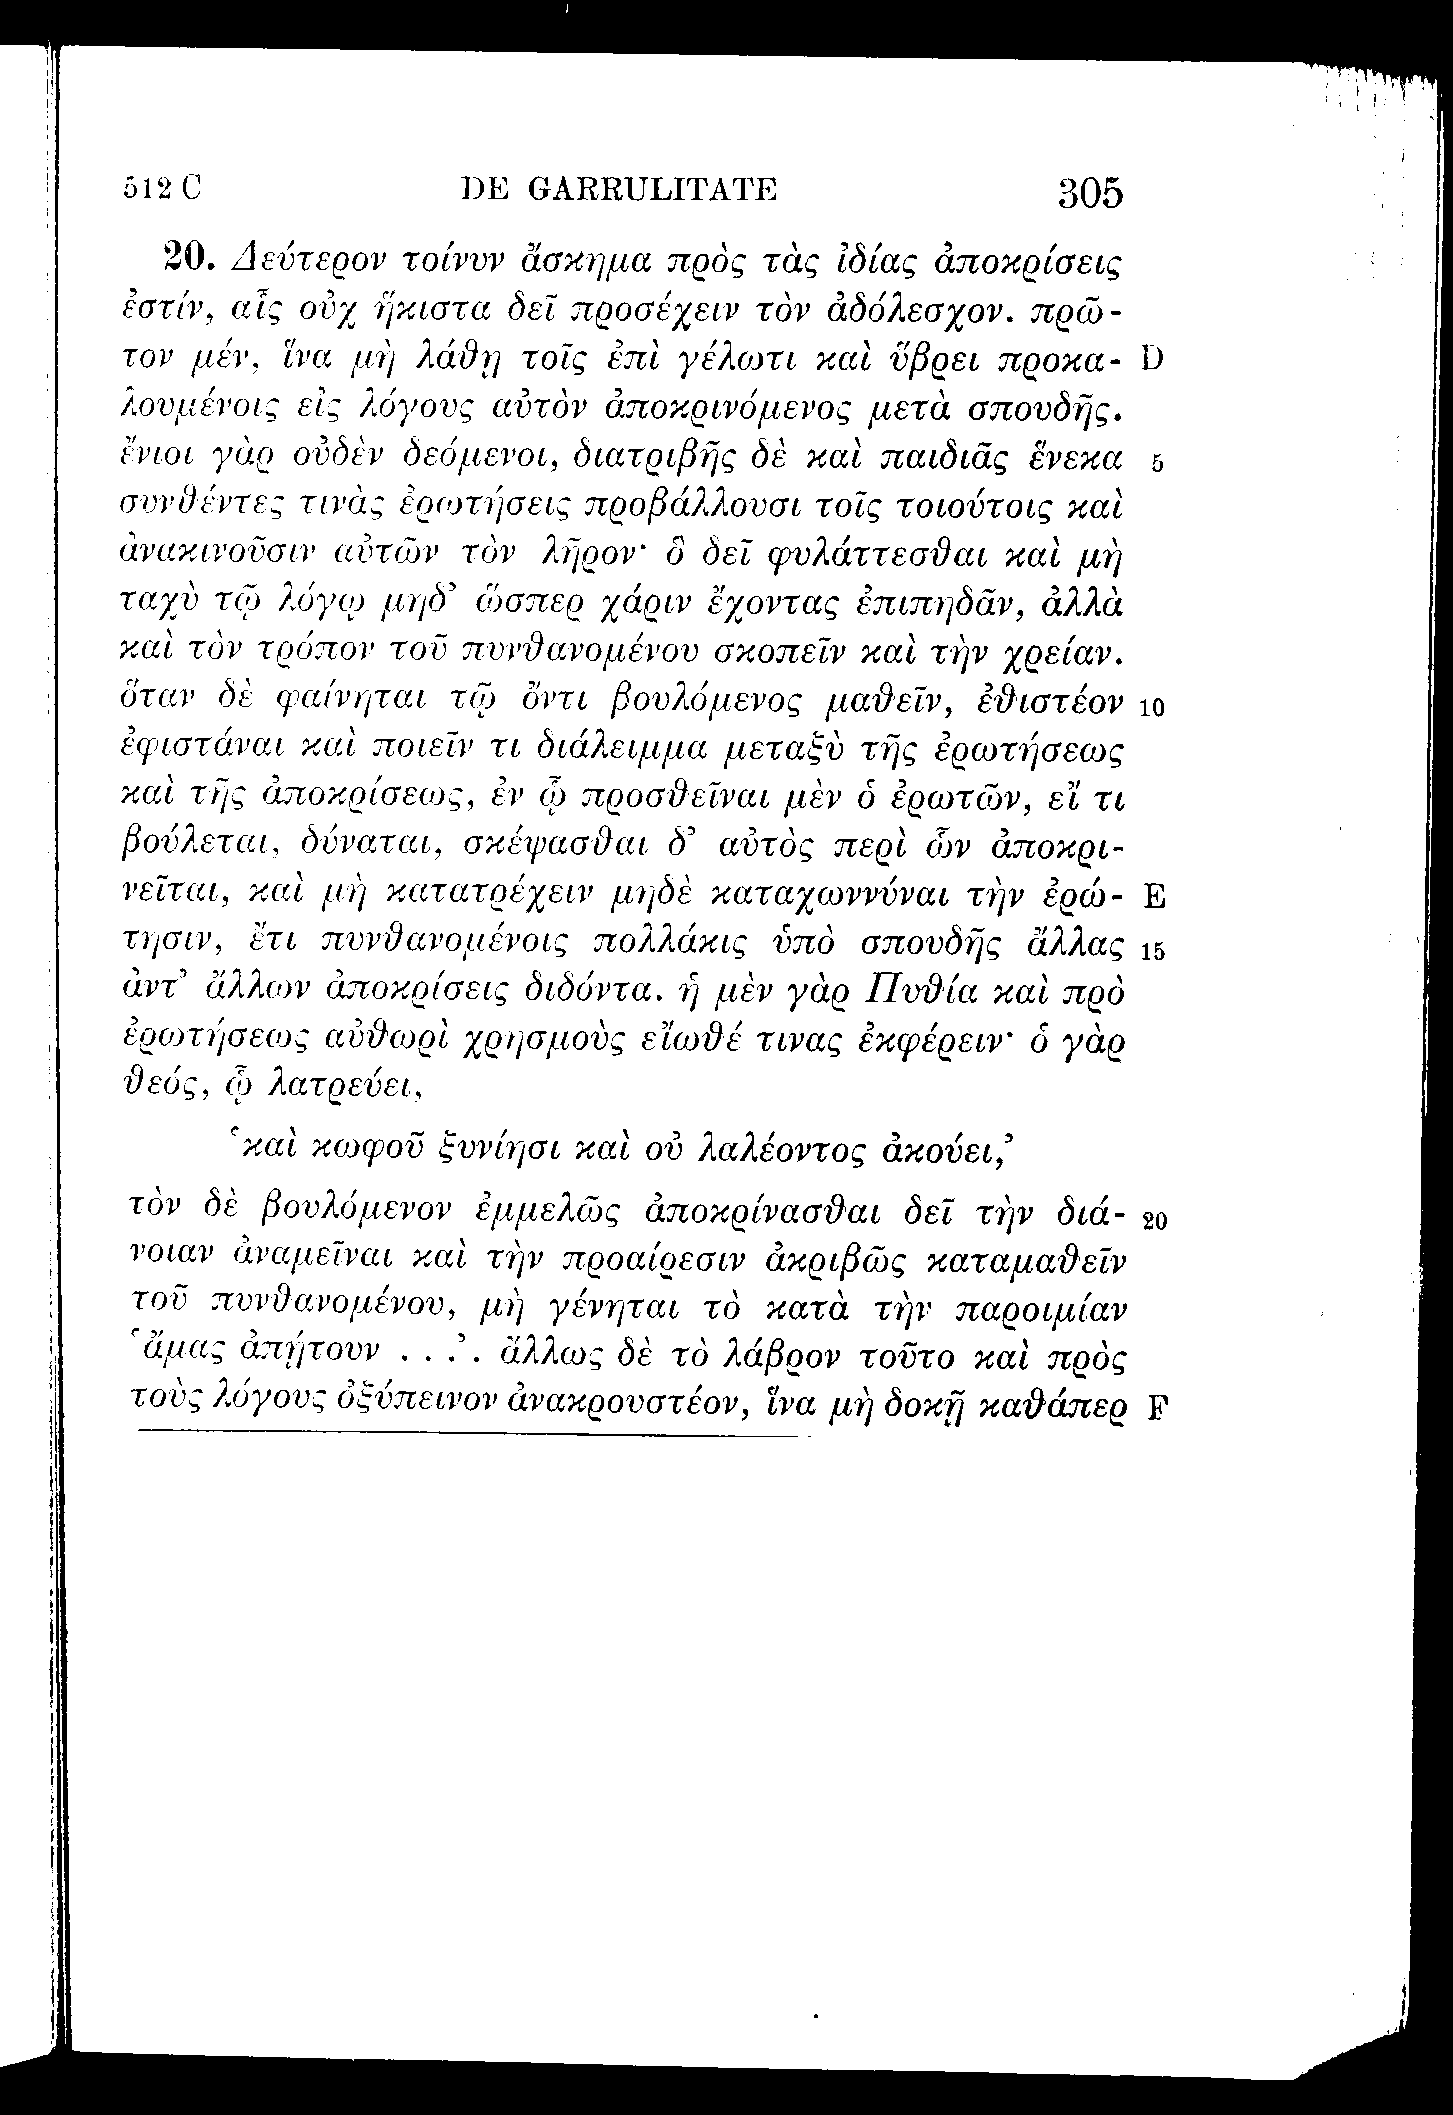 512 C DE GARRULITATE 305
20. Δεύτερον τοίνυν ἄσκημα πρὸς τὰς ἰδίας ἀποκρίσεις
ἐστίν, αἷς οὐχ ἥκιστα δεῖ προσέχειν τὸν ἀδόλεσχον. πρῶ-
τον μέν, ἵνα μὴ λάθῃ τοῖς ἐπὶ γέλωτι καὶ ὕβρει προκα- D
λουμένοις εἰς λόγους αὐτὸν ἀποκρινόμενος μετὰ σπουδῆς.
ἔνιοι γὰρ οὐδὲν δεόμενοι, διατριβῆς δὲ καὶ παιδιᾶς ἕνεκα 5
συνθέντες τινὰς ἐρωτήσεις προβάλλουσι τοῖς τοιούτοις καὶ
ἀνακινοῦσιν αὐτῶν τὸν λῆρον· ὃ δεῖ φυλάττεσθαι καὶ μὴ
ταχὺ τῷ λόγῳ μηδ’ ὥσπερ χάριν ἔχοντας ἐπιπηδᾶν, ἀλλὰ
καὶ τὸν τρόπον τοῦ πυνθανομένου σκοπεῖν καὶ τὴν χρείαν.
ὅταν δὲ φαίνηται τῷ ὄντι βουλόμενος μαθεῖν, ἐθιστέον 10
ἐφιστάναι καὶ ποιεῖν τι διάλειμμα μεταξὺ τῆς ἐρωτήσεως
καὶ τῆς ἀποκρίσεως, ἐν ᾧ προσθεῖναι μὲν ὁ ἐρωτῶν, εἴ τι
βούλεται, δύναται, σκέψασθαι δ’ αὐτὸς περὶ ὧν ἀποκρι-
νεῖται, καὶ μὴ κατατρέχειν μηδὲ καταχωννύναι τὴν ἐρώ- E
τησιν, ἔτι πυνθανομένοις πολλάκις ὑπὸ σπουδῆς ἄλλας 15
ἀντ’ ἄλλων ἀποκρίσεις διδόντα. ἡ μὲν γὰρ Πυθία καὶ πρὸ
ἐρωτήσεως αὐθωρὶ χρησμοὺς εἴωθέ τινας ἐκφέρειν· ὁ γὰρ
θεός, ᾧ λατρεύει,
‘καὶ κωφοῦ ξυνίησι καὶ οὐ λαλέοντος ἀκούει,’
τὸν δὲ βουλόμενον ἐμμελῶς ἀποκρίνασθαι δεῖ τὴν διά- 20
νοιαν ἀναμεῖναι καὶ τὴν προαίρεσιν ἀκριβῶς καταμαθεῖν
τοῦ πυνθανομένου, μὴ γένηται τὸ κατὰ τὴν παροιμίαν
‘ἄμας ἀπῄτουν . . .’. ἄλλως δὲ τὸ λάβρον τοῦτο καὶ πρὸς
τοὺς λόγους ὀξύπεινον ἀνακρουστέον, ἵνα μὴ δοκῇ καθάπερ F